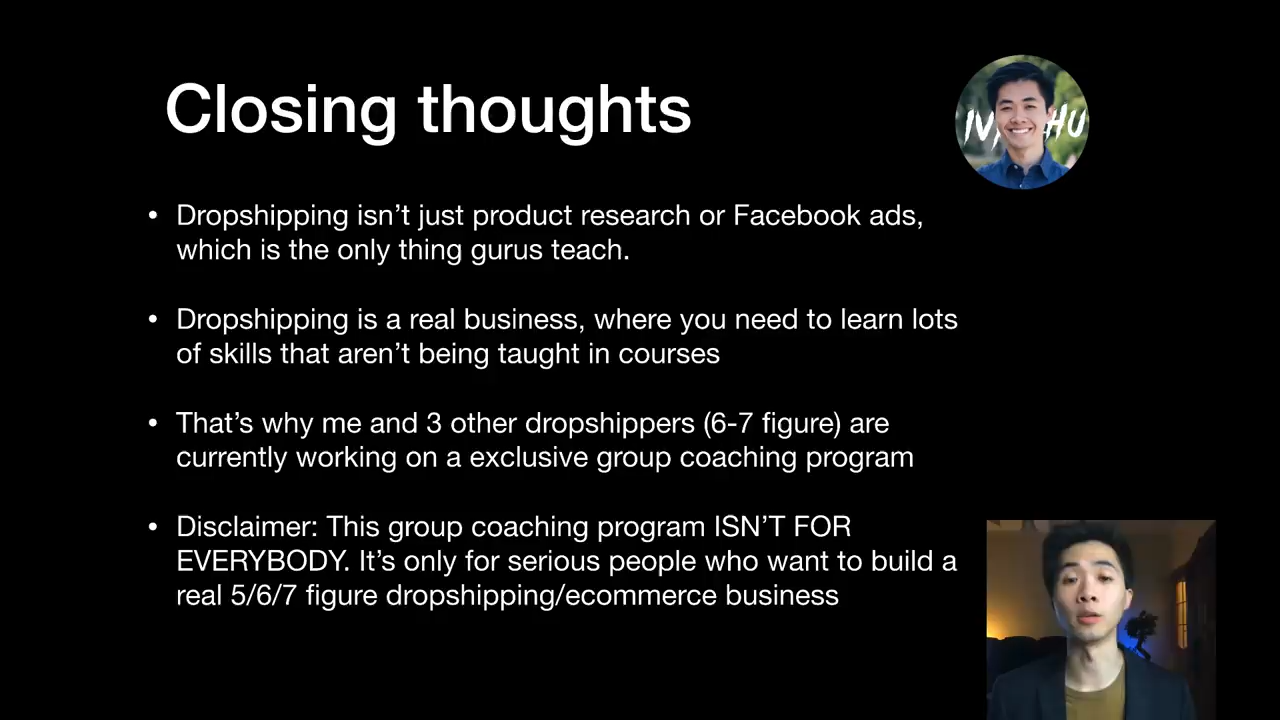 Closing thoughts
IV
HU
• Dropshipping isn’t just product research or Facebook ads,
which is the only thing gurus teach.
• Dropshipping is a real business, where you need to learn lots
of skills that aren’t being taught in courses
• That’s why me and 3 other dropshippers (6-7 figure) are
currently working on a exclusive group coaching program
• Disclaimer: This group coaching program ISN’T FOR
EVERYBODY. It’s only for serious people who want to build a
real 5/6/7 figure dropshipping/ecommerce business